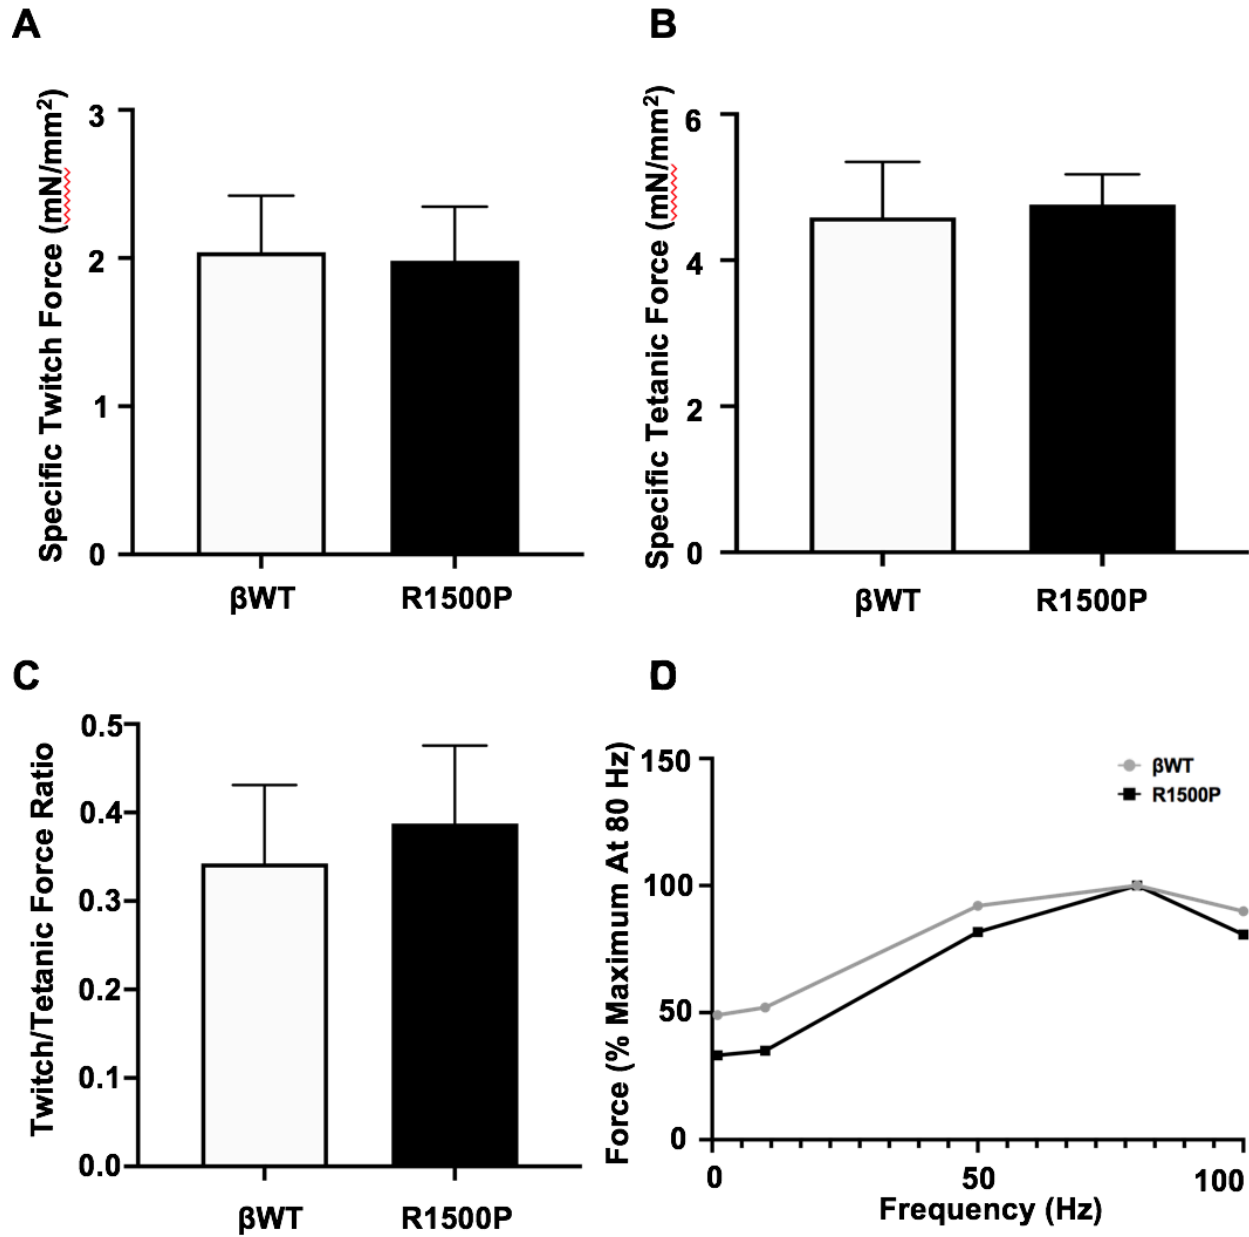 A
Specific Twitch Force (mN/mm²)
3
2
1
0
βWT
R1500P
B
Specific Tetanic Force (mN/mm²)
6
4
2
0
βWT
R1500P
C
Twitch/Tetanic Force Ratio
0.5
0.4
0.3
0.2
0.1
0.0
βWT
R1500P
D
Force (% Maximum At 80 Hz)
150
100
50
0
βWT
R1500P
0
50
100
Frequency (Hz)